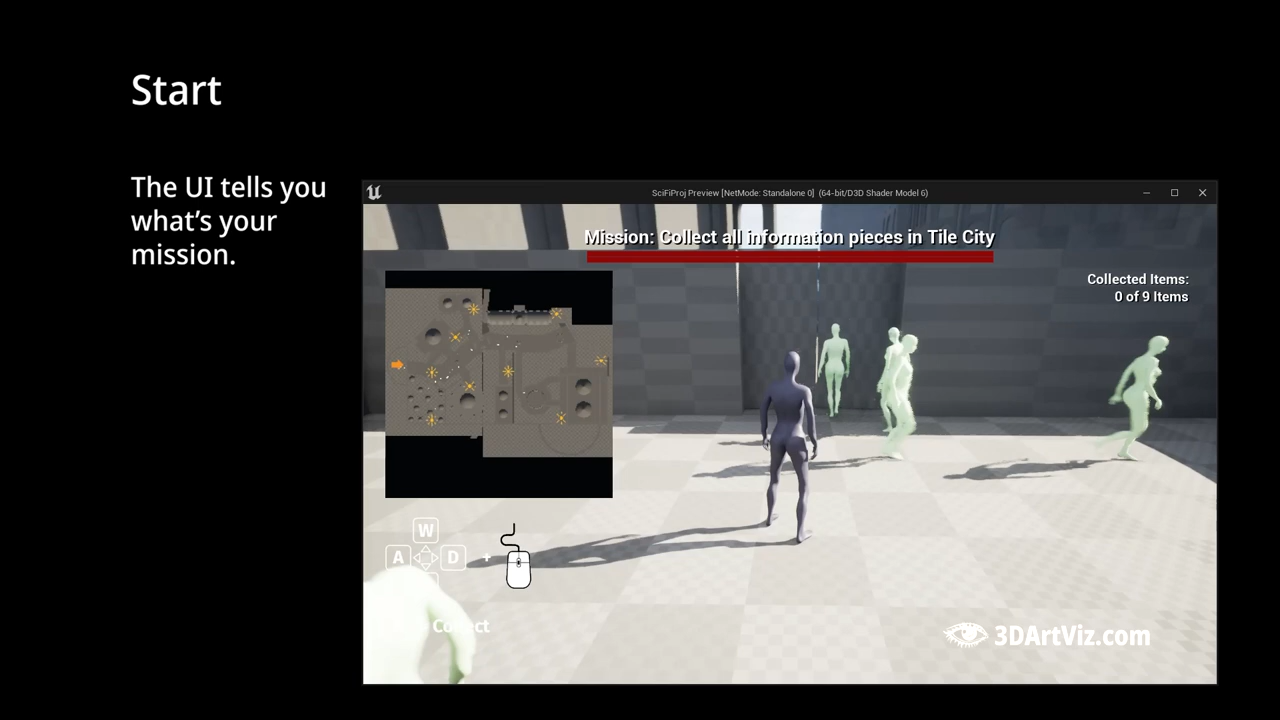 Start
The UI tells you
what's your
mission.
SciFiProj Preview [NetMode: Standalone 0] (64-bit/D3D Shader Model 6)
Mission: Collect all information pieces in Tile City
Collected Items:
0 of 9 Items
W
A D +
3DArtViz.com